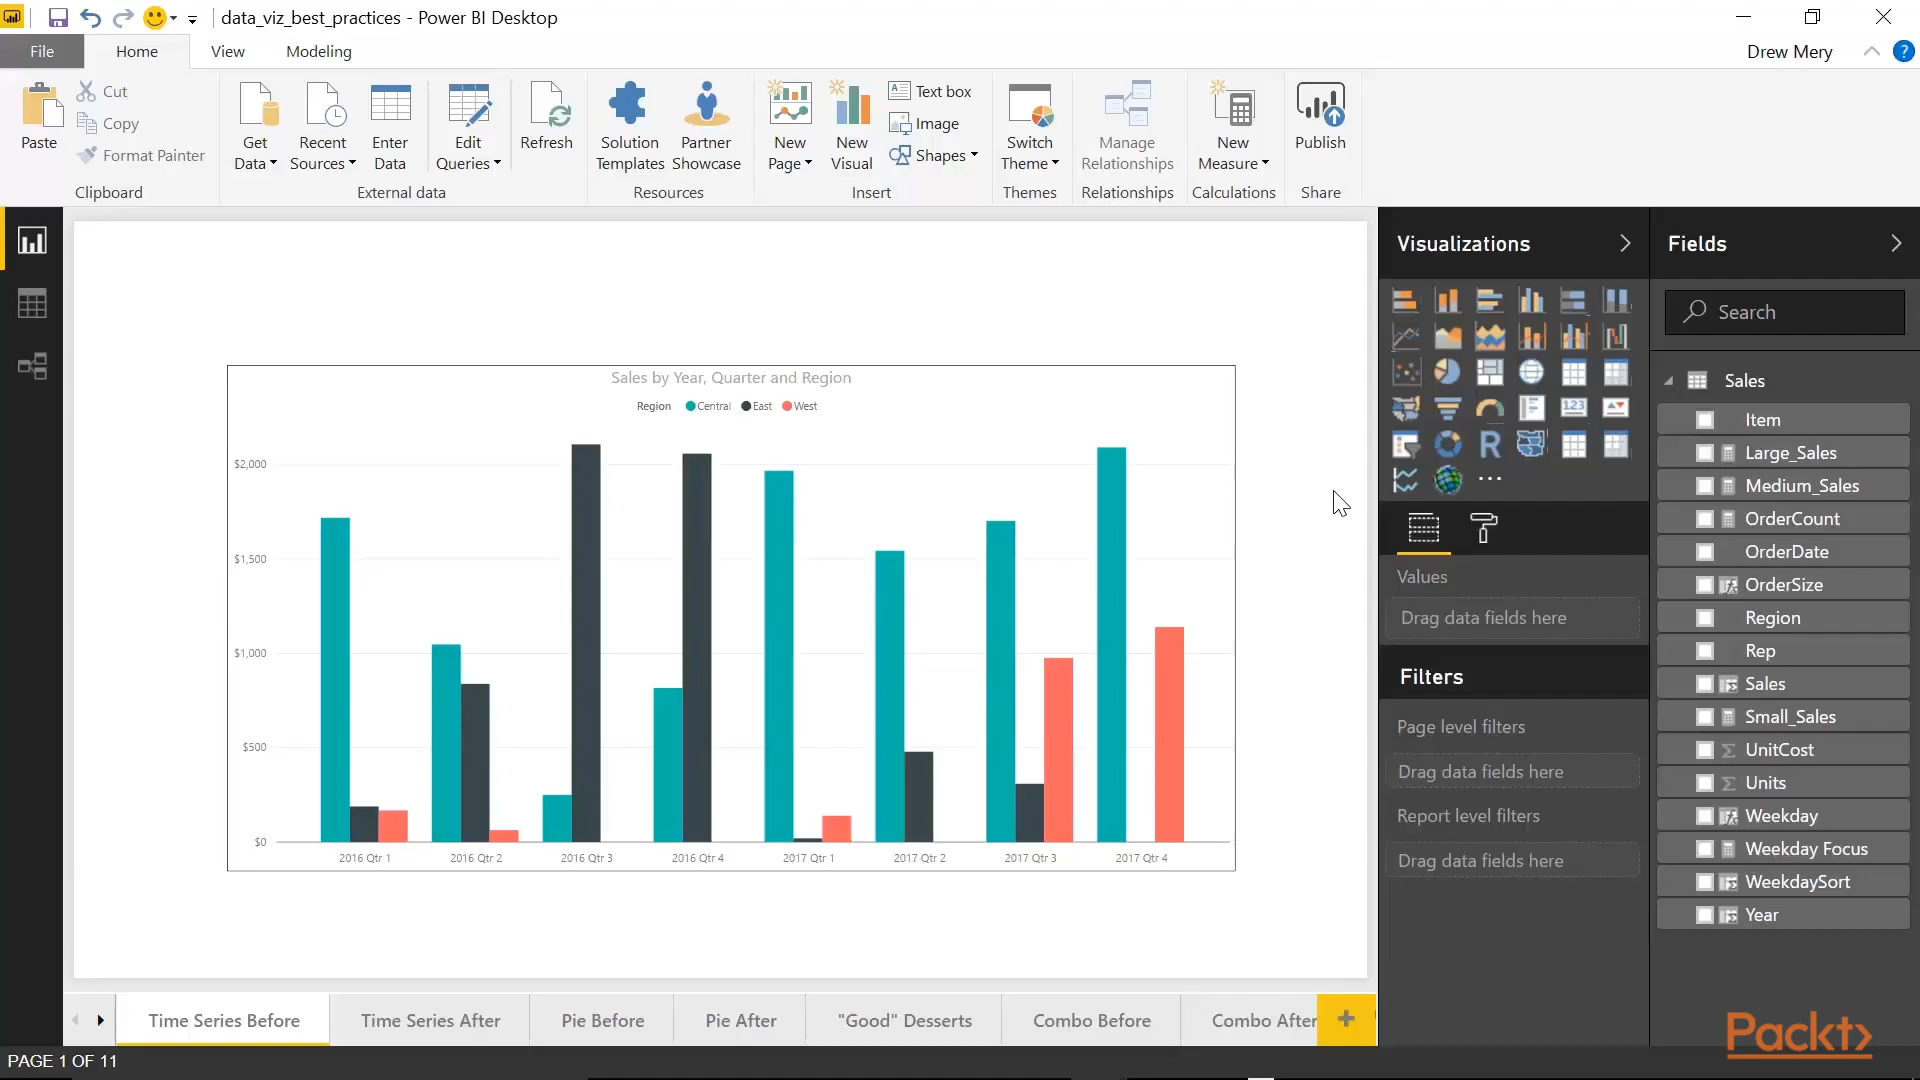 data_viz_best_practices - Power BI Desktop
File
Home
View
Modeling
Drew Mery
?
Paste
Cut
Copy
Format Painter
Clipboard
Get Data
Recent Sources
Enter Data
Edit Queries
Refresh
External data
Solution Templates
Partner Showcase
Resources
New Page
New Visual
Text box
Image
Shapes
Insert
Switch Theme
Themes
Manage Relationships
Relationships
New Measure
Calculations
Publish
Share
Sales by Year, Quarter and Region
Region Central East West
$2,000
$1,500
$1,000
$500
$0
2016 Qtr 1
2016 Qtr 2
2016 Qtr 3
2016 Qtr 4
2017 Qtr 1
2017 Qtr 2
2017 Qtr 3
2017 Qtr 4
Visualizations
123
R
Values
Drag data fields here
Filters
Page level filters
Drag data fields here
Report level filters
Drag data fields here
Fields
Search
Sales
Item
Large_Sales
Medium_Sales
OrderCount
OrderDate
OrderSize
Region
Rep
Sales
Small_Sales
UnitCost
Units
Weekday
Weekday Focus
WeekdaySort
Year
Time Series Before
Time Series After
Pie Before
Pie After
"Good" Desserts
Combo Before
Combo After
+
PAGE 1 OF 11
Packt>